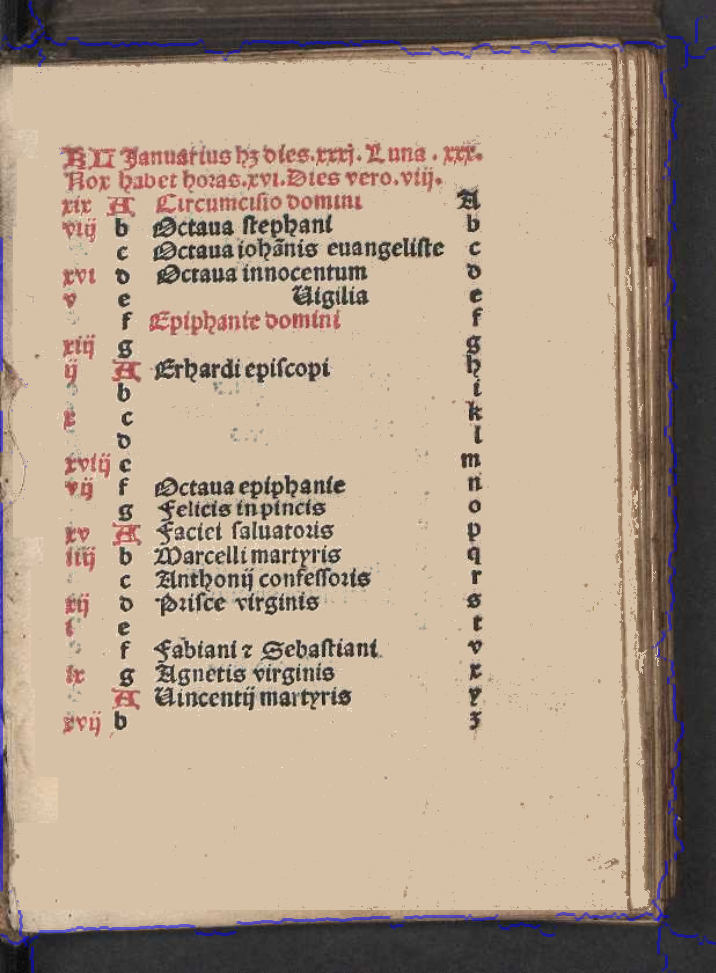 KL Januarius hꝫ dies.xxxj. Luna . xxx.
Nox habet horas.xvi.Dies vero.viij.
xix A Circumcisio domini A
viij b Octaua stephani b
c Octaua iohānis euangeliste c
xvi d Octaua innocentum d
v e Uigilia e
f Epiphanie domini f
xiij g g
ij A Erhardi episcopi h
b i
x c k
d l
xviij e m
vij f Octaua epiphanie n
g Felicis in pincis o
xv A Faciei saluatoris p
iiij b Marcelli martyris q
c Anthonij confessoris r
xij d Prisce virginis s
i e t
f Fabiani ⁊ Sebastiani v
ix g Agnetis virginis x
A Uincentij martyris y
xvij b z